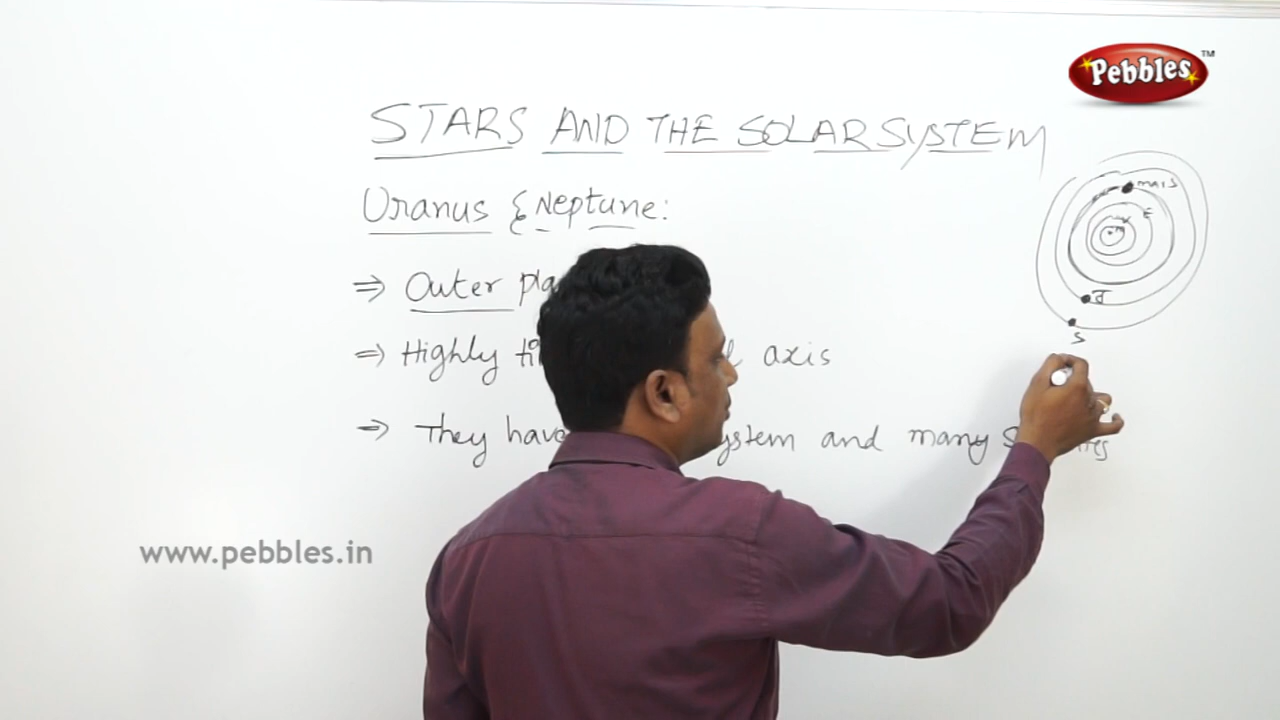 Pebbles TM
STARS AND THE SOLAR SYSTEM
Uranus & Neptune:
⇒ Outer
⇒ Highly axis
⇒ They have and many
Mars
E
V
M
J
S
www.pebbles.in